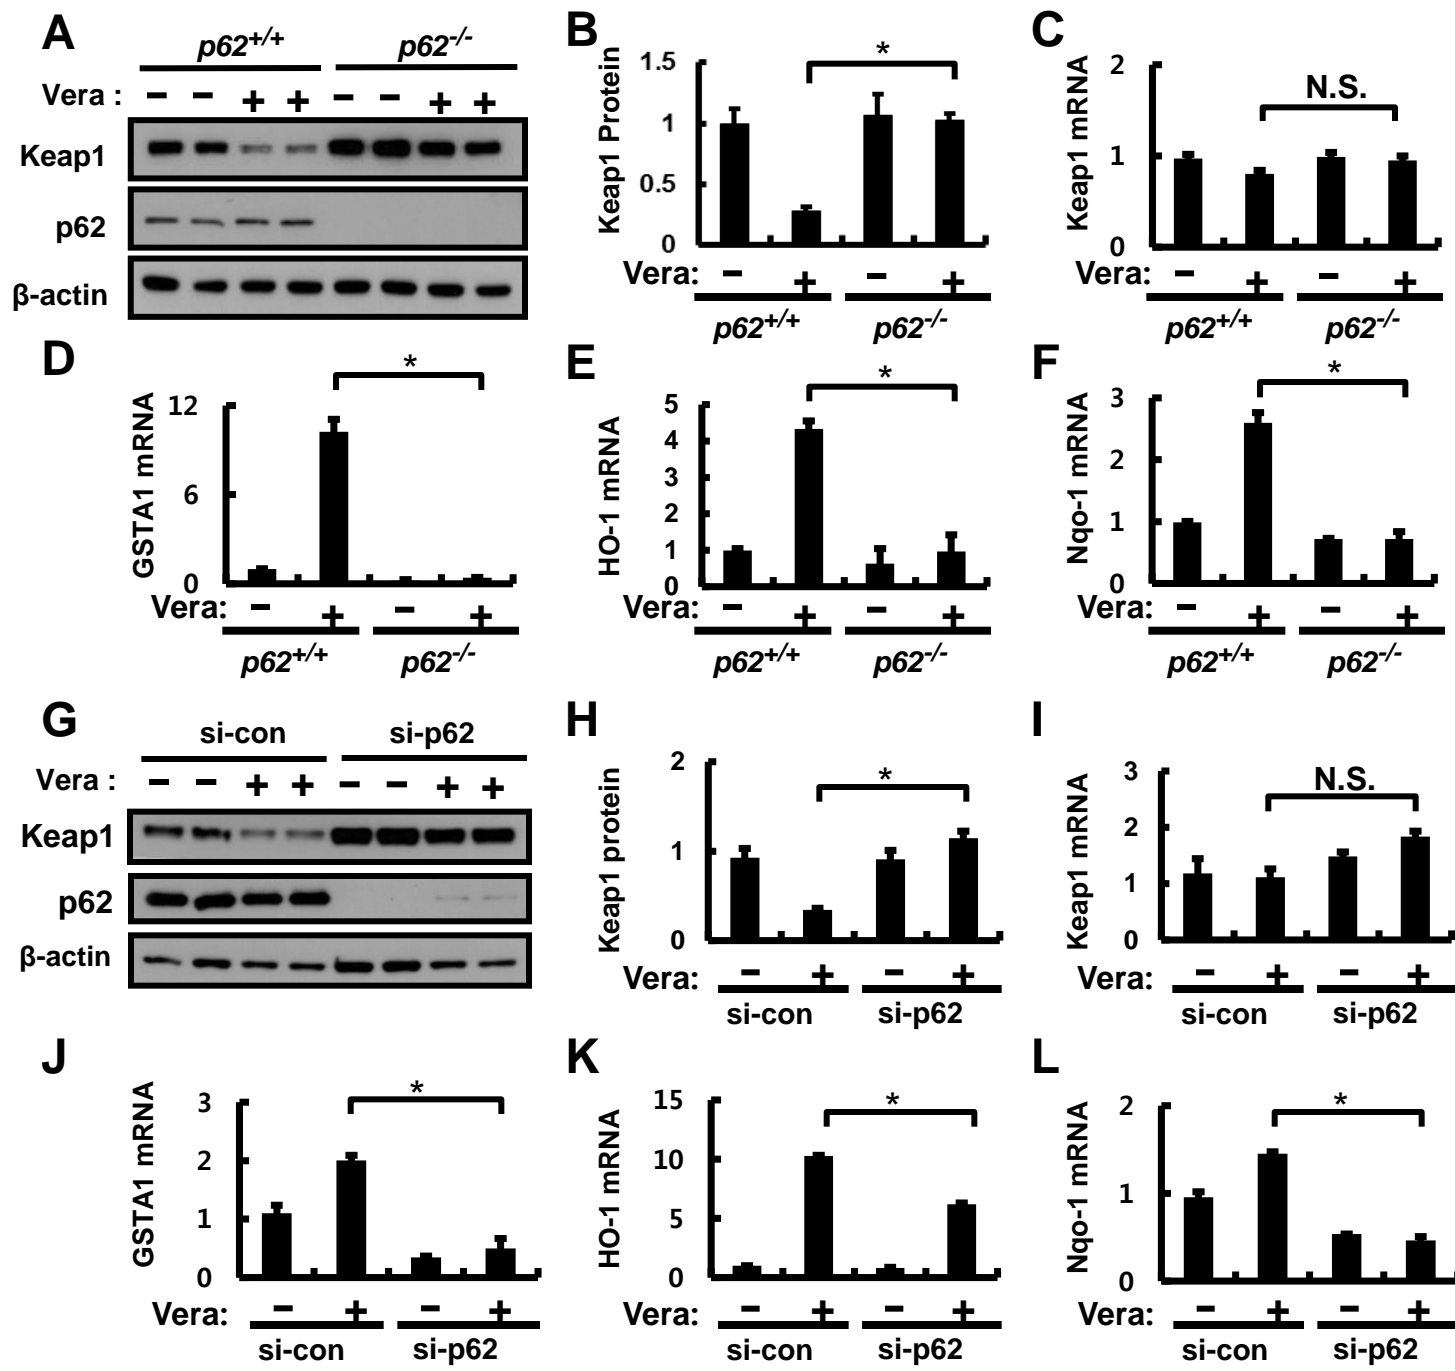 A
p62+/+ p62-/-
Vera : − − + + − − + +
Keap1
p62
β-actin
B
*
Keap1 Protein
1.5
1
0.5
0
Vera: − + − +
p62+/+ p62-/-
C
N.S.
Keap1 mRNA
2
1
0
Vera: − + − +
p62+/+ p62-/-
D
*
GSTA1 mRNA
12
6
0
Vera: − + − +
p62+/+ p62-/-
E
*
HO-1 mRNA
5
4
3
2
1
0
Vera: − + − +
p62+/+ p62-/-
F
*
Nqo-1 mRNA
3
2
1
0
Vera: − + − +
p62+/+ p62-/-
G
si-con si-p62
Vera : − − + + − − + +
Keap1
p62
β-actin
H
*
Keap1 protein
2
1
0
Vera: − + − +
si-con si-p62
I
N.S.
Keap1 mRNA
3
2
1
0
Vera: − + − +
si-con si-p62
J
*
GSTA1 mRNA
3
2
1
0
Vera: − + − +
si-con si-p62
K
*
HO-1 mRNA
15
10
5
0
Vera: − + − +
si-con si-p62
L
*
Nqo-1 mRNA
2
1
0
Vera: − + − +
si-con si-p62